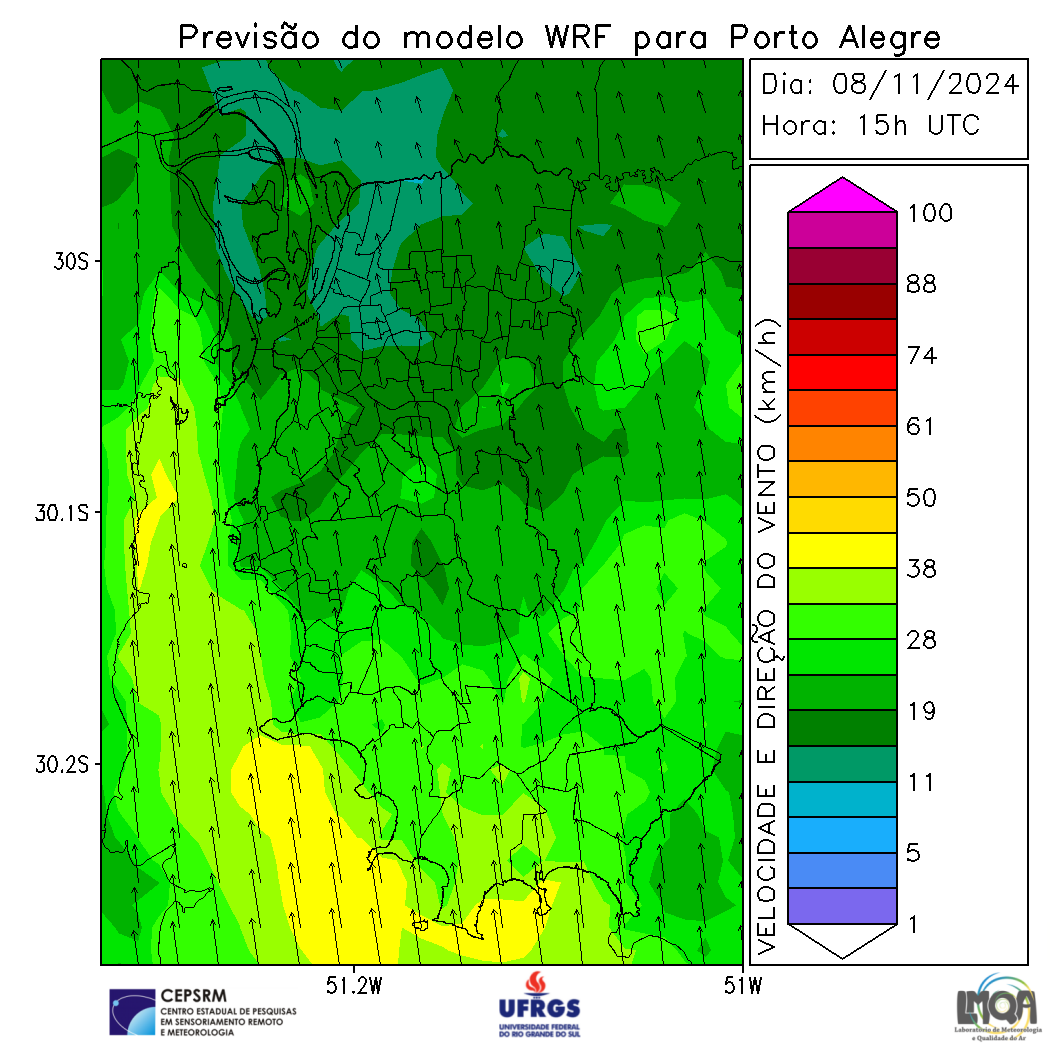 Previsão do modelo WRF para Porto Alegre
Dia: 08/11/2024
Hora: 15h UTC
30S
30.1S
30.2S
51.2W
51W
VELOCIDADE E DIREÇÃO DO VENTO (km/h)
100
88
74
61
50
38
28
19
11
5
1
CEPSRM
CENTRO ESTADUAL DE PESQUISAS
EM SENSORIAMENTO REMOTO
E METEOROLOGIA
UFRGS
UNIVERSIDADE FEDERAL
DO RIO GRANDE DO SUL
LMQA
Laboratório de Meteorologia
e Qualidade do Ar